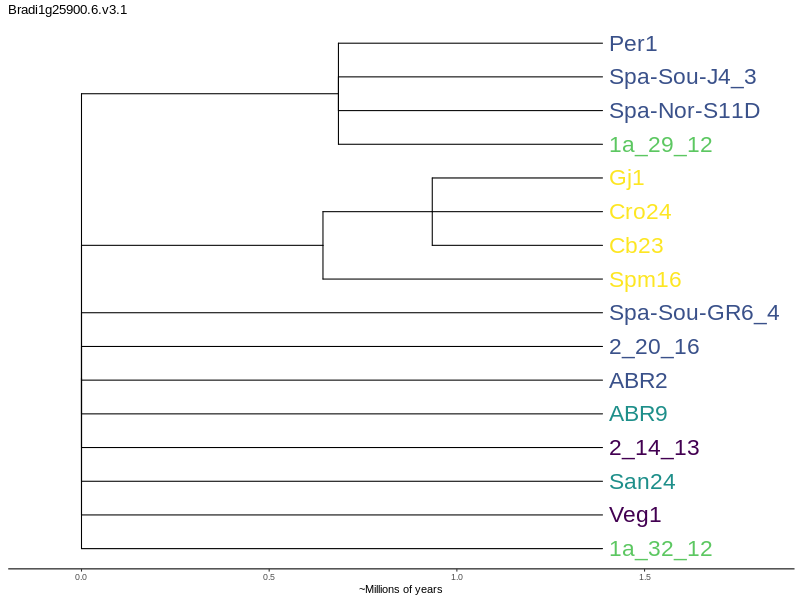 Bradi1g25900.6.v3.1
Per1
Spa-Sou-J4_3
Spa-Nor-S11D
1a_29_12
Gj1
Cro24
Cb23
Spm16
Spa-Sou-GR6_4
2_20_16
ABR2
ABR9
2_14_13
San24
Veg1
1a_32_12
0.0 0.5 1.0 1.5
~Millions of years